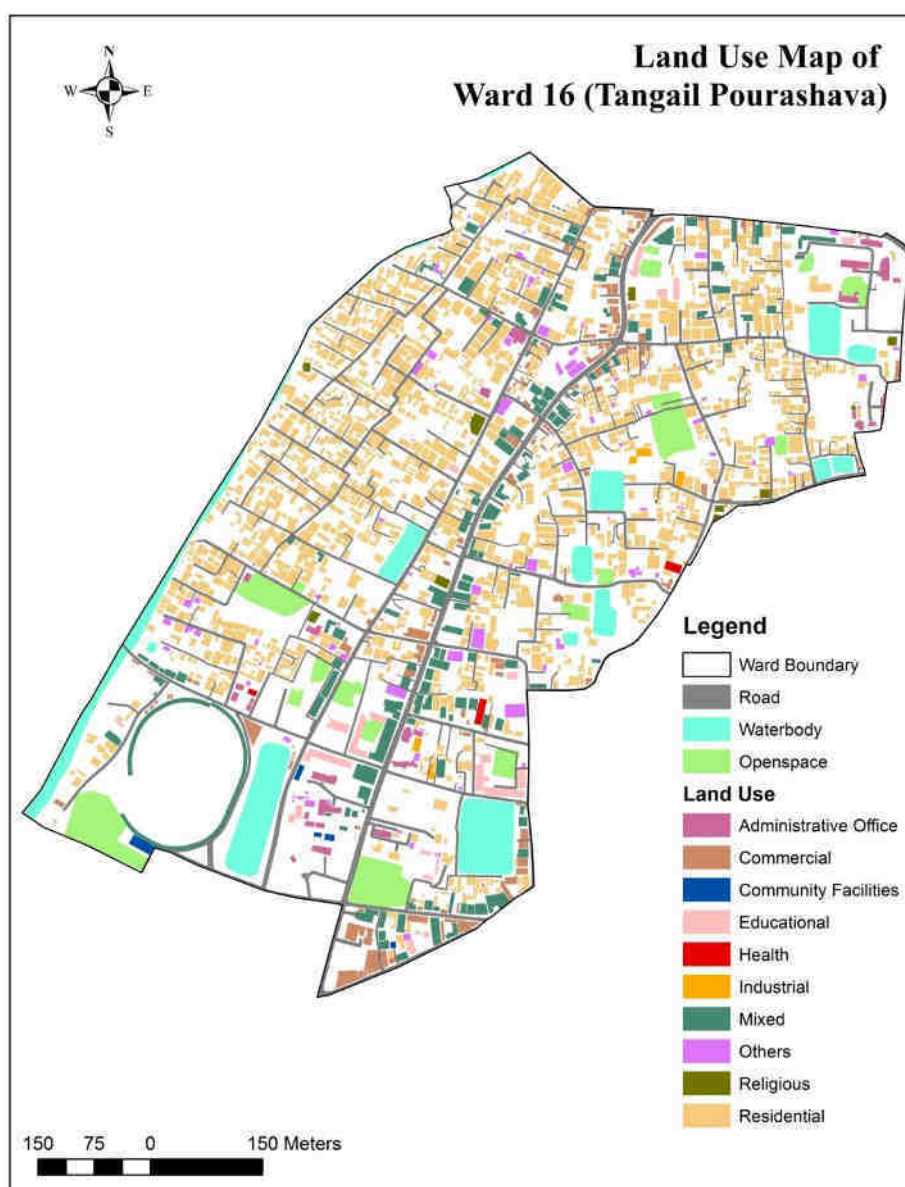 Land Use Map of
Ward 16 (Tangail Pourashava)
N
W E
S
Legend
Ward Boundary
Road
Waterbody
Openspace
Land Use
Administrative Office
Commercial
Community Facilities
Educational
Health
Industrial
Mixed
Others
Religious
Residential
150 75 0 150 Meters